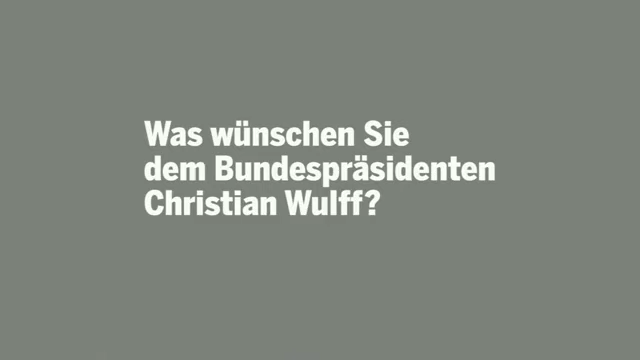 Was wünschen Sie
dem Bundespräsidenten
Christian Wulff?